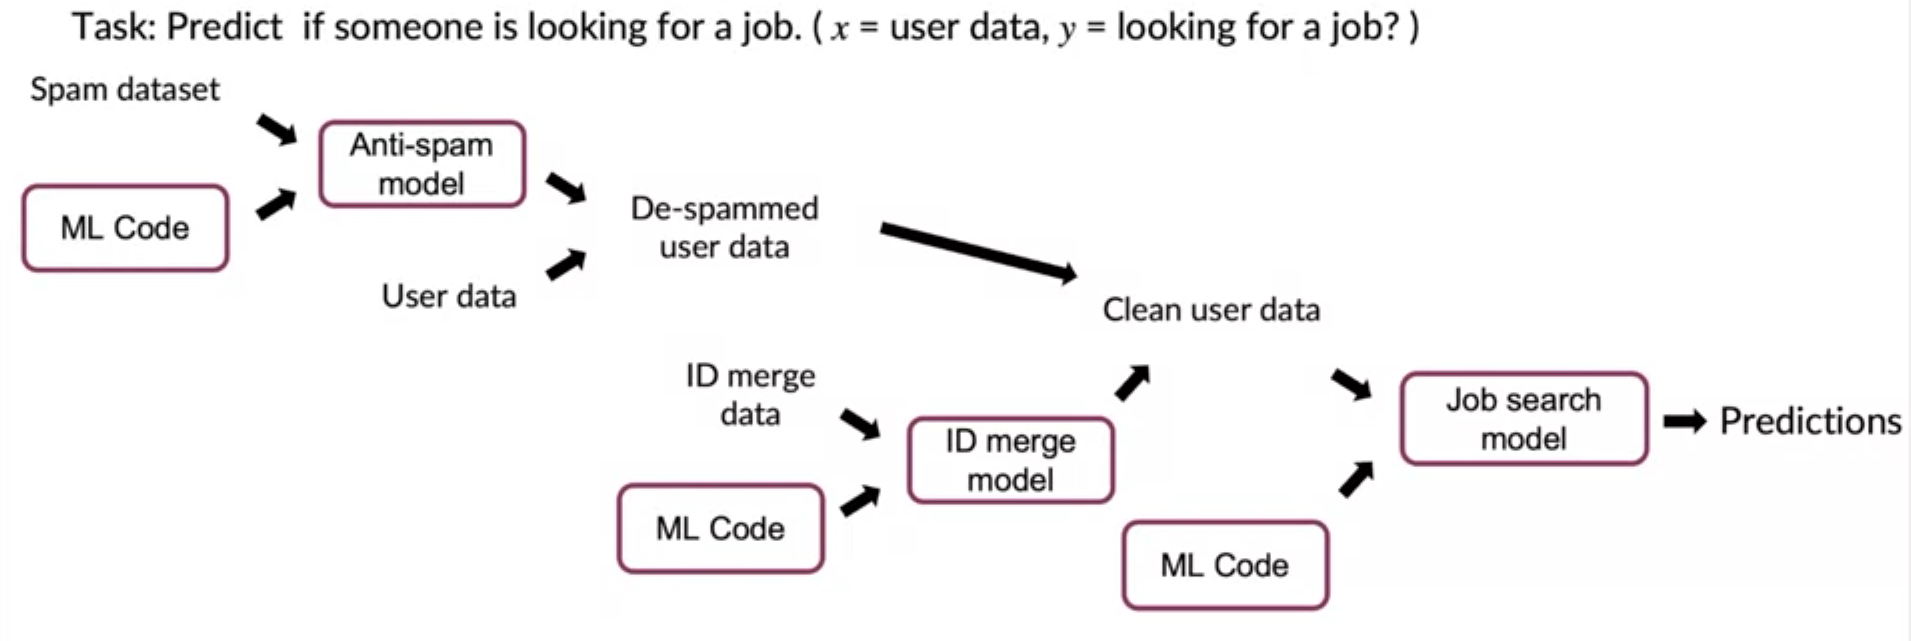 Task: Predict if someone is looking for a job. ( x = user data, y = looking for a job? )
Spam dataset
Anti-spam
model
ML Code
De-spammed
user data
User data
Clean user data
ID merge
data
ID merge
model
ML Code
Job search
model
Predictions
ML Code